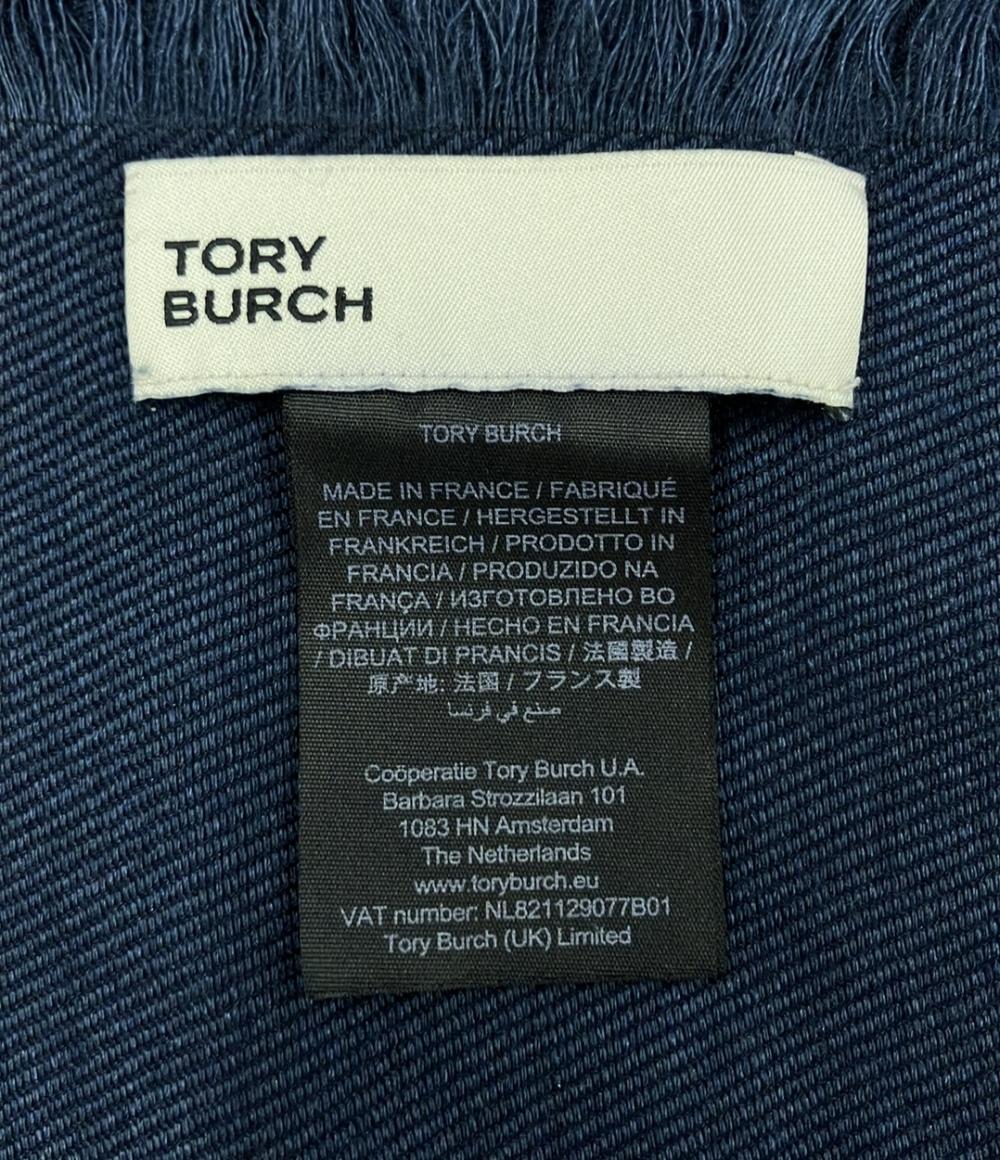 TORY
BURCH
TORY BURCH
MADE IN FRANCE / FABRIQUÉ
EN FRANCE / HERGESTELLT IN
FRANKREICH / PRODOTTO IN
FRANCIA / PRODUZIDO NA
FRANÇA / ИЗГОТОВЛЕНО ВО
ФРАНЦИИ / HECHO EN FRANCIA
/ DIBUAT DI PRANCIS / 法國製造 /
原产地: 法国 / フランス製
صنع في فرنسا
Coöperatie Tory Burch U.A.
Barbara Strozzilaan 101
1083 HN Amsterdam
The Netherlands
www.toryburch.eu
VAT number: NL821129077B01
Tory Burch (UK) Limited